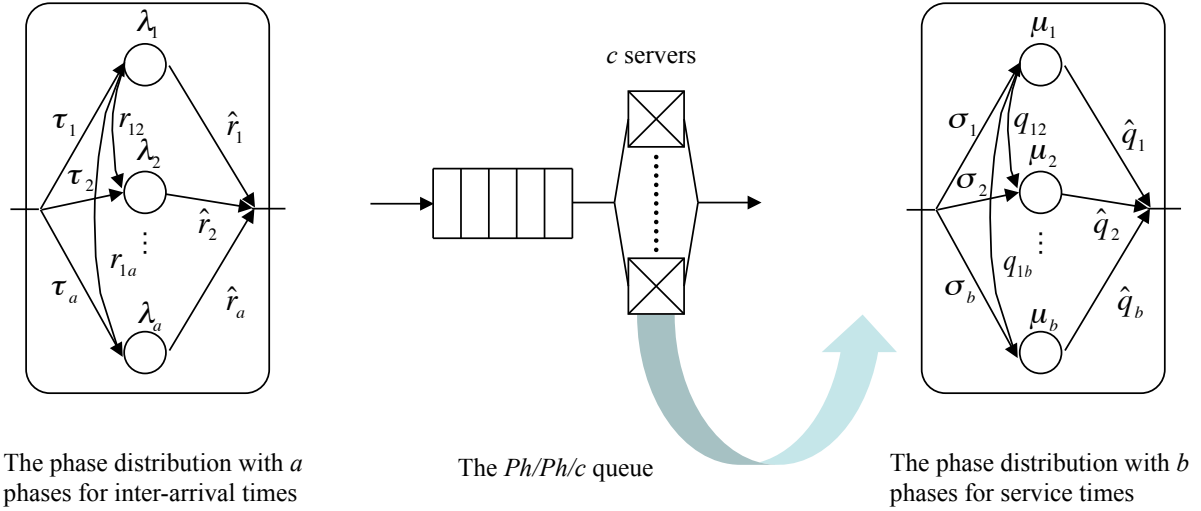 λ₁
τ₁
r₁₂
r̂₁
λ₂
τ₂
r̂₂
⋮
r₁ₐ
τₐ
r̂ₐ
λₐ
The phase distribution with a
phases for inter-arrival times
c servers
The Ph/Ph/c queue
μ₁
σ₁
q₁₂
q̂₁
μ₂
σ₂
q̂₂
⋮
q₁b
σb
q̂b
μb
The phase distribution with b
phases for service times